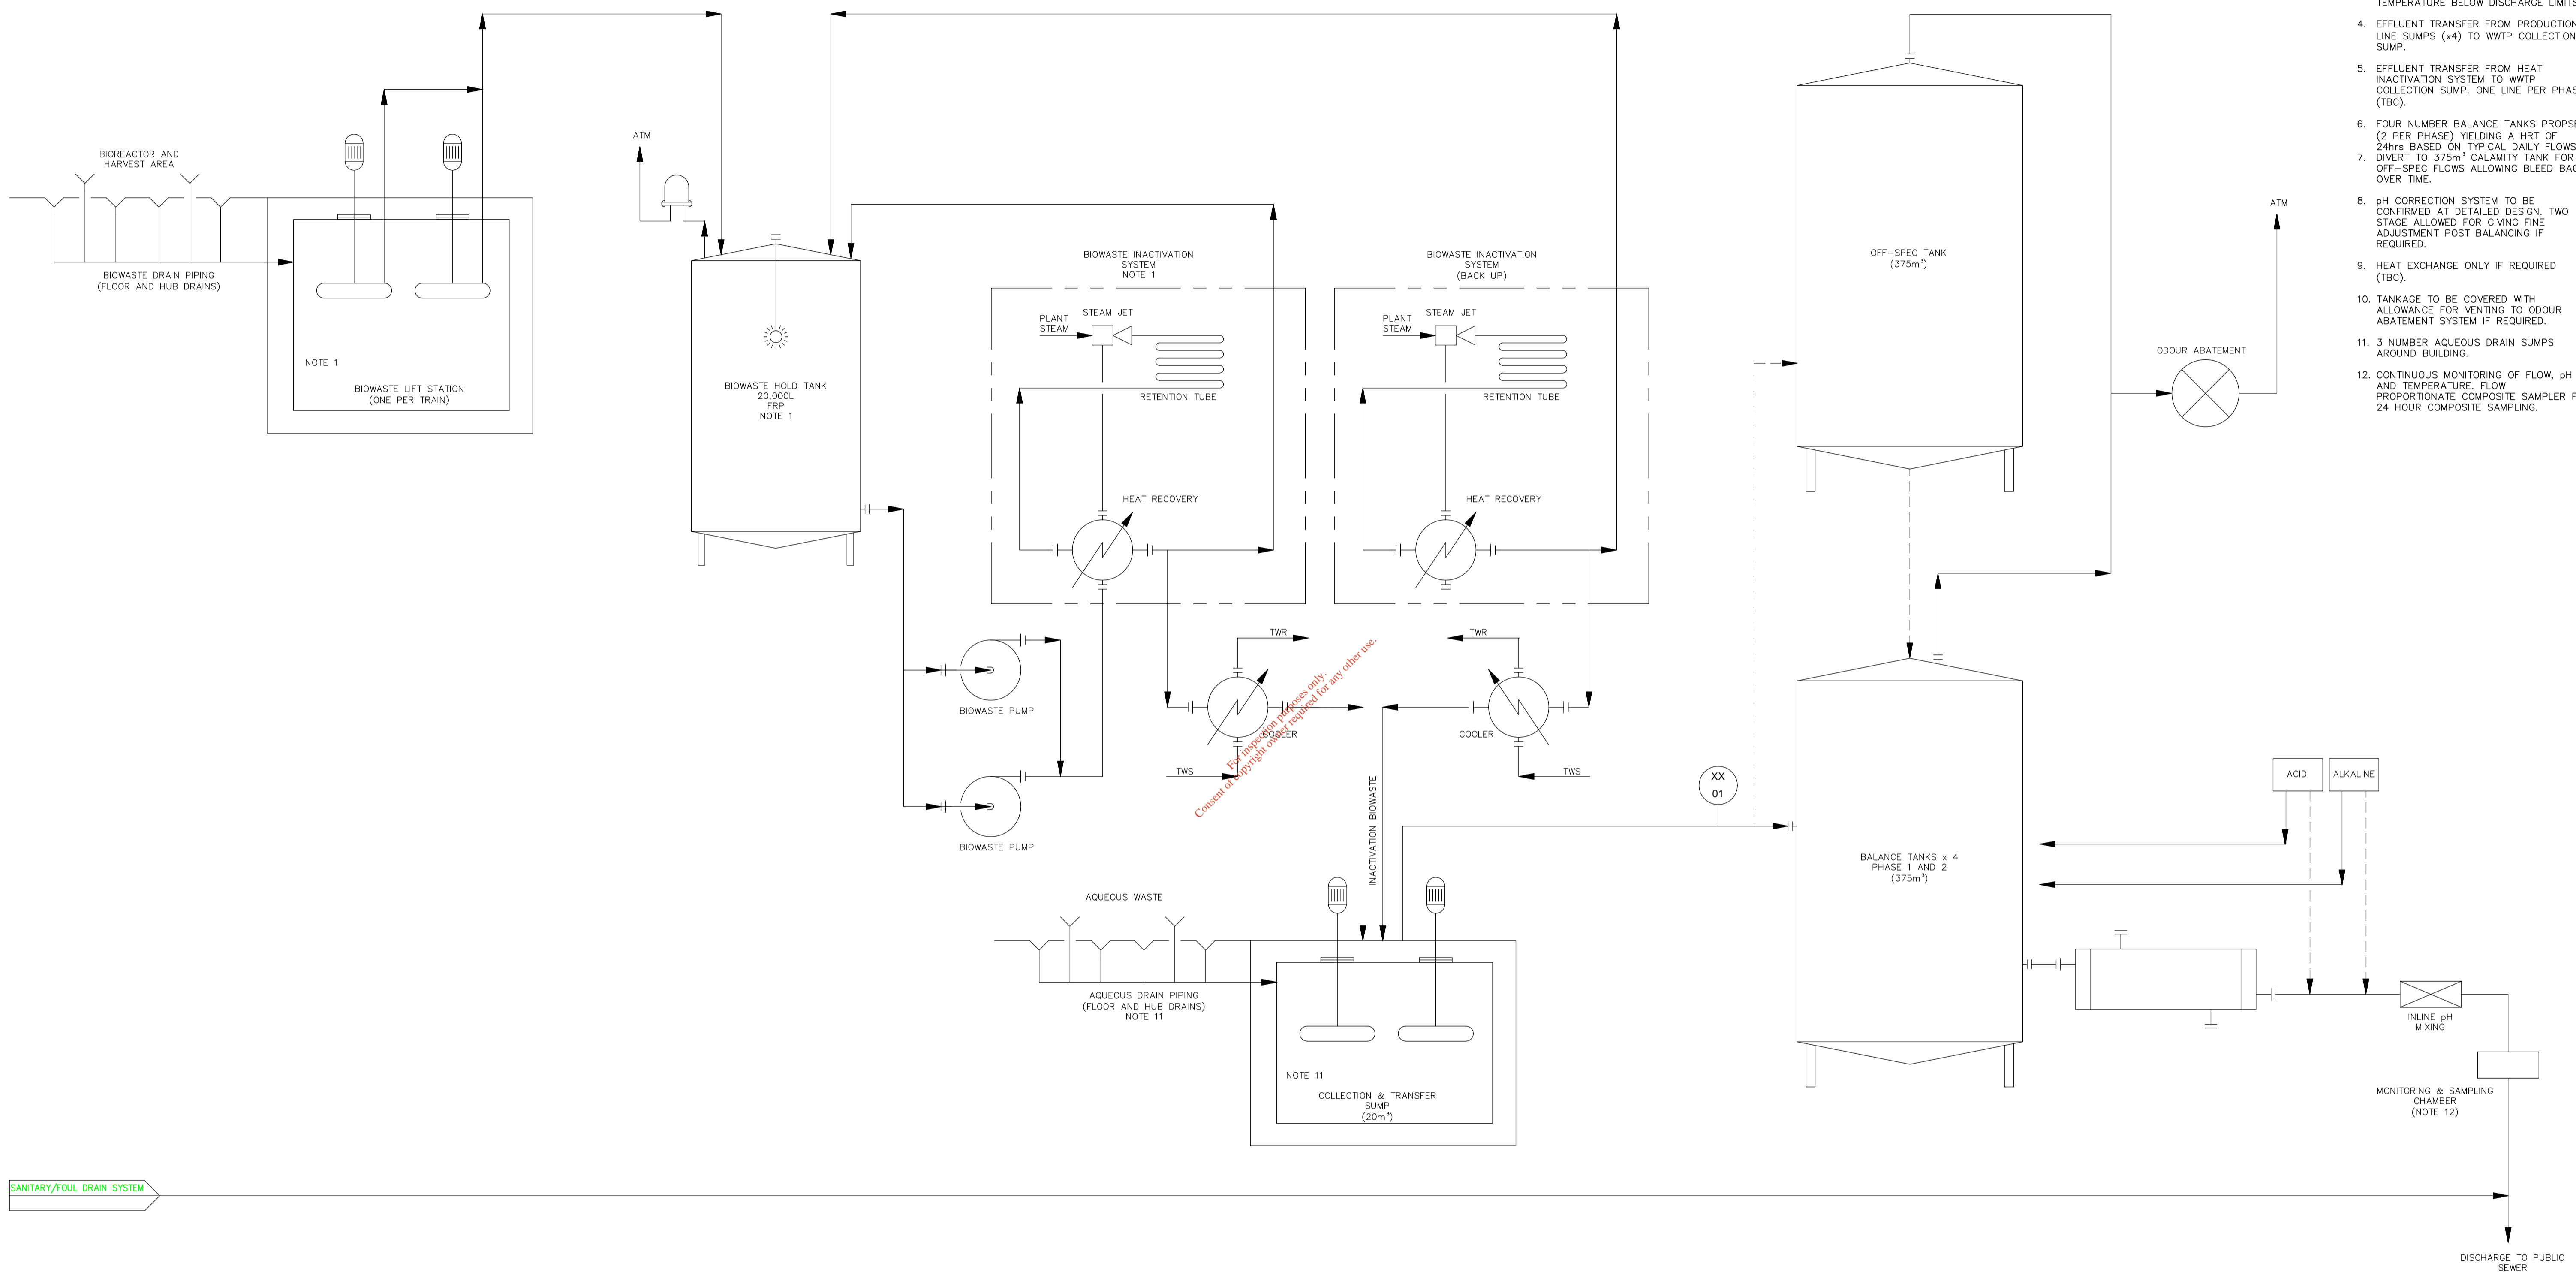 BIOREACTOR AND
HARVEST AREA
BIOWASTE DRAIN PIPING
(FLOOR AND HUB DRAINS)
NOTE 1
BIOWASTE LIFT STATION
(ONE PER TRAIN)
ATM
BIOWASTE HOLD TANK
20,000L
FRP
NOTE 1
BIOWASTE INACTIVATION
SYSTEM
NOTE 1
PLANT
STEAM
STEAM JET
RETENTION TUBE
HEAT RECOVERY
BIOWASTE INACTIVATION
SYSTEM
(BACK UP)
PLANT
STEAM
STEAM JET
RETENTION TUBE
HEAT RECOVERY
BIOWASTE PUMP
BIOWASTE PUMP
TWR
COOLER
TWS
TWR
COOLER
TWS
For inspection purposes only.
Consent of copyright owner required for any other use.
INACTIVATION BIOWASTE
AQUEOUS WASTE
AQUEOUS DRAIN PIPING
(FLOOR AND HUB DRAINS)
NOTE 11
NOTE 11
COLLECTION & TRANSFER
SUMP
(20m³)
XX
01
OFF-SPEC TANK
(375m³)
BALANCE TANKS x 4
PHASE 1 AND 2
(375m³)
ODOUR ABATEMENT
ATM
ACID
ALKALINE
INLINE pH
MIXING
MONITORING & SAMPLING
CHAMBER
(NOTE 12)
SANITARY/FOUL DRAIN SYSTEM
DISCHARGE TO PUBLIC
SEWER
TEMPERATURE BELOW DISCHARGE LIMITS
4. EFFLUENT TRANSFER FROM PRODUCTION
LINE SUMPS (x4) TO WWTP COLLECTION
SUMP.
5. EFFLUENT TRANSFER FROM HEAT
INACTIVATION SYSTEM TO WWTP
COLLECTION SUMP. ONE LINE PER
(TBC).
6. FOUR NUMBER BALANCE TANKS
(2 PER PHASE) YIELDING A HRT OF
24hrs BASED ON TYPICAL DAILY FLOWS
7. DIVERT TO 375m³ CALAMITY TANK FOR
OFF-SPEC FLOWS ALLOWING BLEED
OVER TIME.
8. pH CORRECTION SYSTEM TO BE
CONFIRMED AT DETAILED DESIGN. TWO
STAGE ALLOWED FOR GIVING FINE
ADJUSTMENT POST BALANCING IF
REQUIRED.
9. HEAT EXCHANGE ONLY IF REQUIRED
(TBC).
10. TANKAGE TO BE COVERED WITH
ALLOWANCE FOR VENTING TO ODOUR
ABATEMENT SYSTEM IF REQUIRED.
11. 3 NUMBER AQUEOUS DRAIN SUMPS
AROUND BUILDING.
12. CONTINUOUS MONITORING OF FLOW, pH
AND TEMPERATURE. FLOW
PROPORTIONATE COMPOSITE SAMPLER
24 HOUR COMPOSITE SAMPLING.